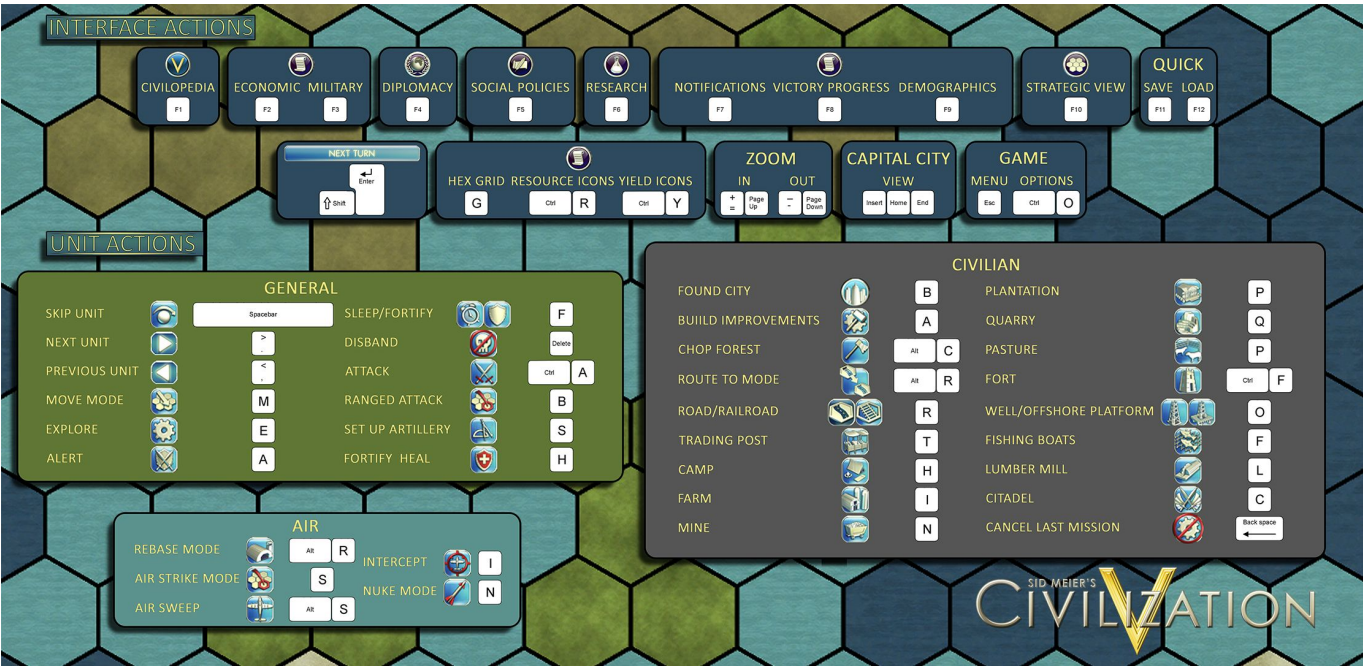 INTERFACE ACTIONS
CIVILOPEDIA
F1
ECONOMIC MILITARY
F2 F3
DIPLOMACY
F4
SOCIAL POLICIES
F5
RESEARCH
F6
NOTIFICATIONS VICTORY PROGRESS DEMOGRAPHICS
F7 F8 F9
STRATEGIC VIEW
F10
QUICK
SAVE LOAD
F11 F12
NEXT TURN
Enter
Shift
HEX GRID RESOURCE ICONS YIELD ICONS
G Ctrl R Ctrl Y
ZOOM
IN OUT
+ = Page Up – - Page Down
CAPITAL CITY
VIEW
Insert Home End
GAME
MENU OPTIONS
Esc Ctrl O
UNIT ACTIONS
GENERAL
SKIP UNIT Spacebar
NEXT UNIT > .
PREVIOUS UNIT < ,
MOVE MODE M
EXPLORE E
ALERT A
SLEEP/FORTIFY F
DISBAND Delete
ATTACK Ctrl A
RANGED ATTACK B
SET UP ARTILLERY S
FORTIFY HEAL H
CIVILIAN
FOUND CITY B
BUIILD IMPROVEMENTS A
CHOP FOREST Alt C
ROUTE TO MODE Alt R
ROAD/RAILROAD R
TRADING POST T
CAMP H
FARM I
MINE N
PLANTATION P
QUARRY Q
PASTURE P
FORT Ctrl F
WELL/OFFSHORE PLATFORM O
FISHING BOATS F
LUMBER MILL L
CITADEL C
CANCEL LAST MISSION Back space
AIR
REBASE MODE Alt R
AIR STRIKE MODE S
AIR SWEEP Alt S
INTERCEPT I
NUKE MODE N
SID MEIER'S
CIVILIZATION V